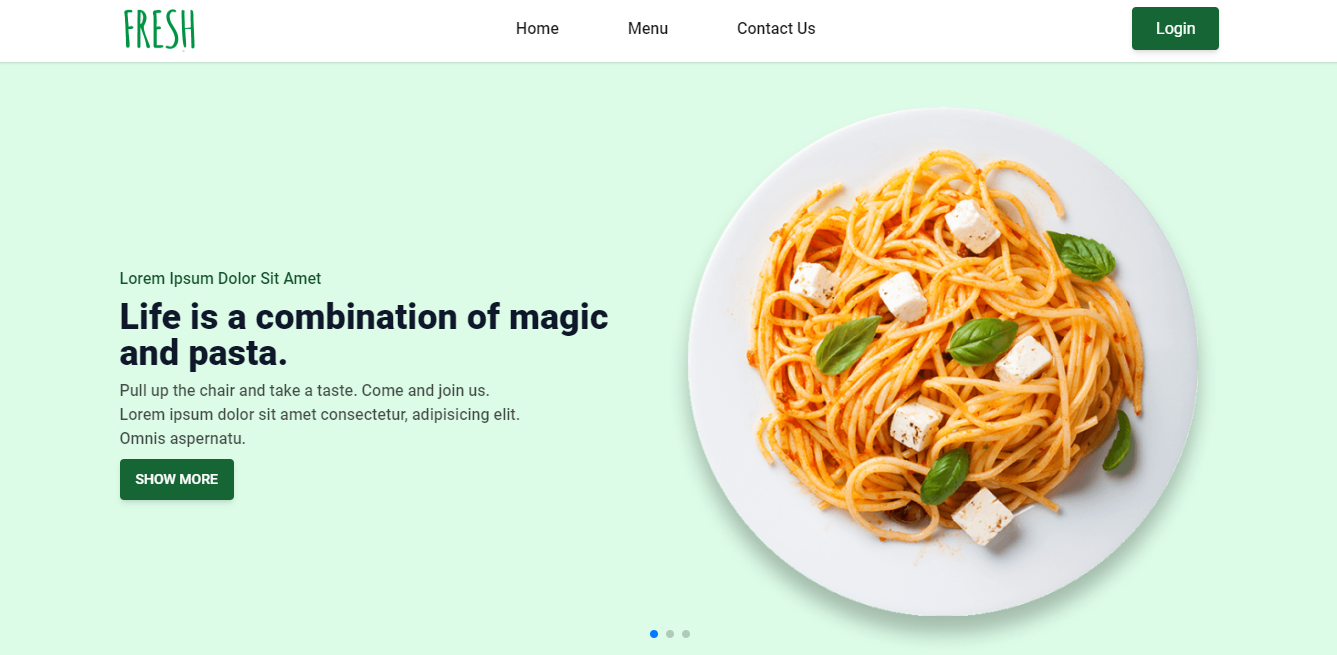 FRESH
Home
Menu
Contact Us
Login
Lorem Ipsum Dolor Sit Amet
Life is a combination of magic
and pasta.
Pull up the chair and take a taste. Come and join us.
Lorem ipsum dolor sit amet consectetur, adipisicing elit.
Omnis aspernatu.
SHOW MORE